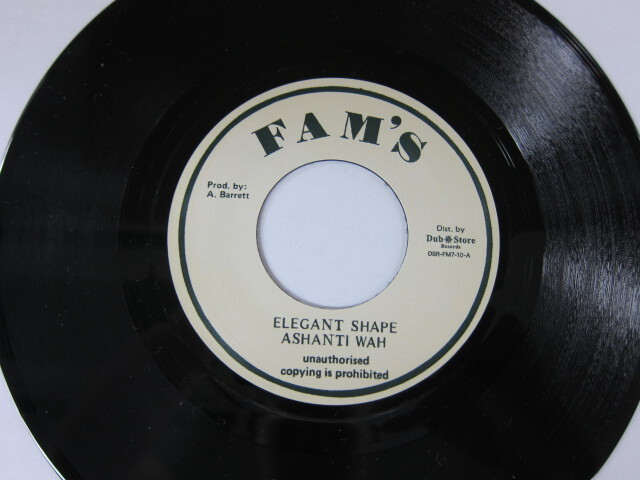 FAM'S
Prod. by:
A. Barrett
Dist. by
Dub Store
Records
DSR-FM7-10-A
ELEGANT SHAPE
ASHANTI WAH
unauthorised
copying is prohibited